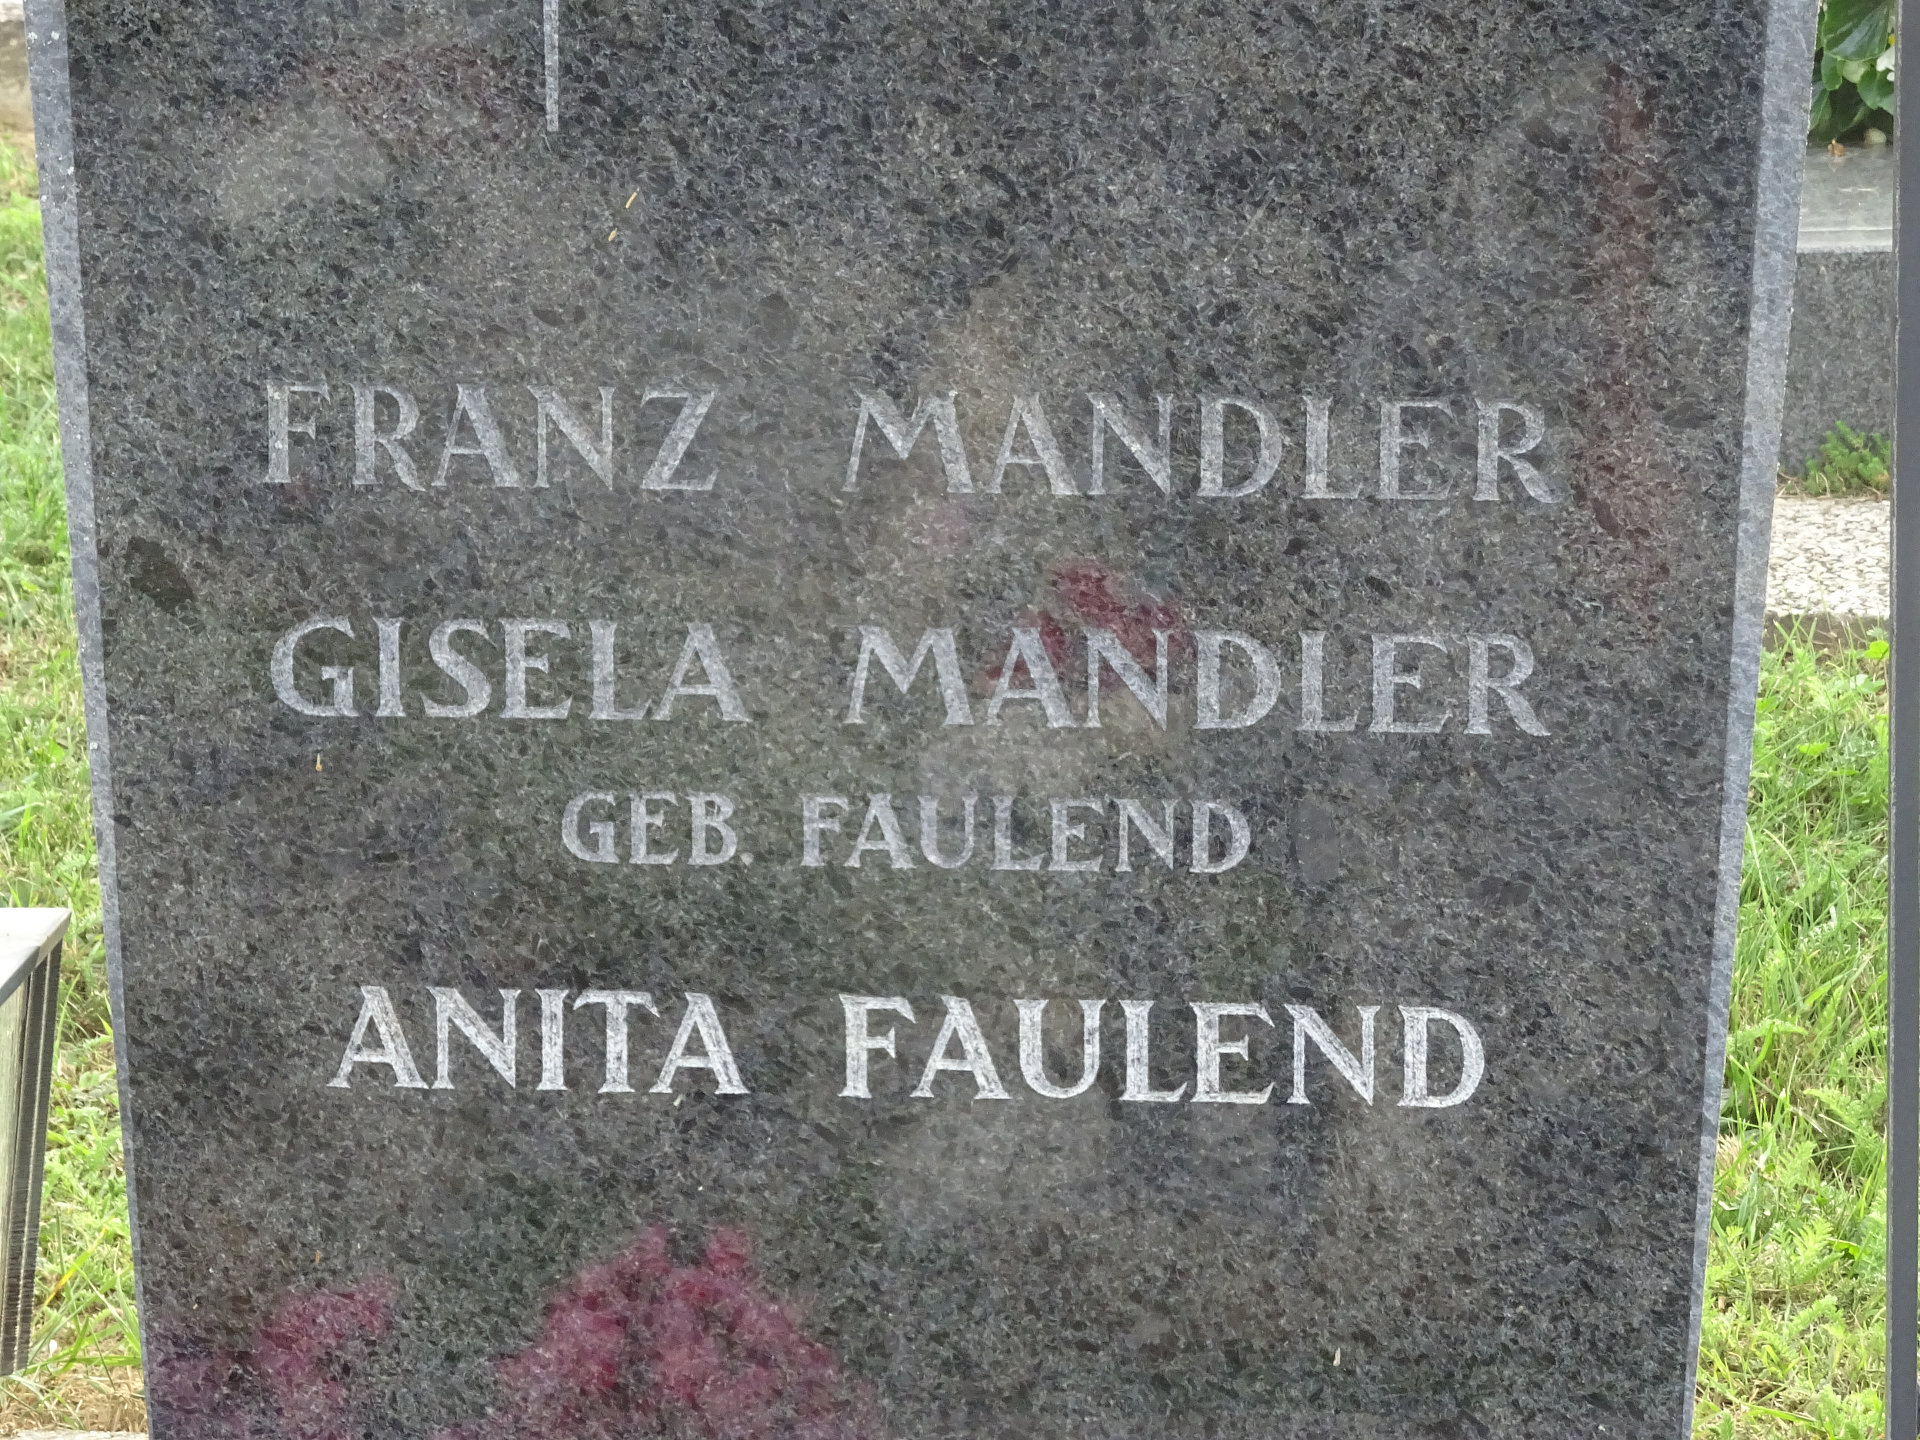 FRANZ MANDLER
GISELA MANDLER
GEB. FAULEND
ANITA FAULEND